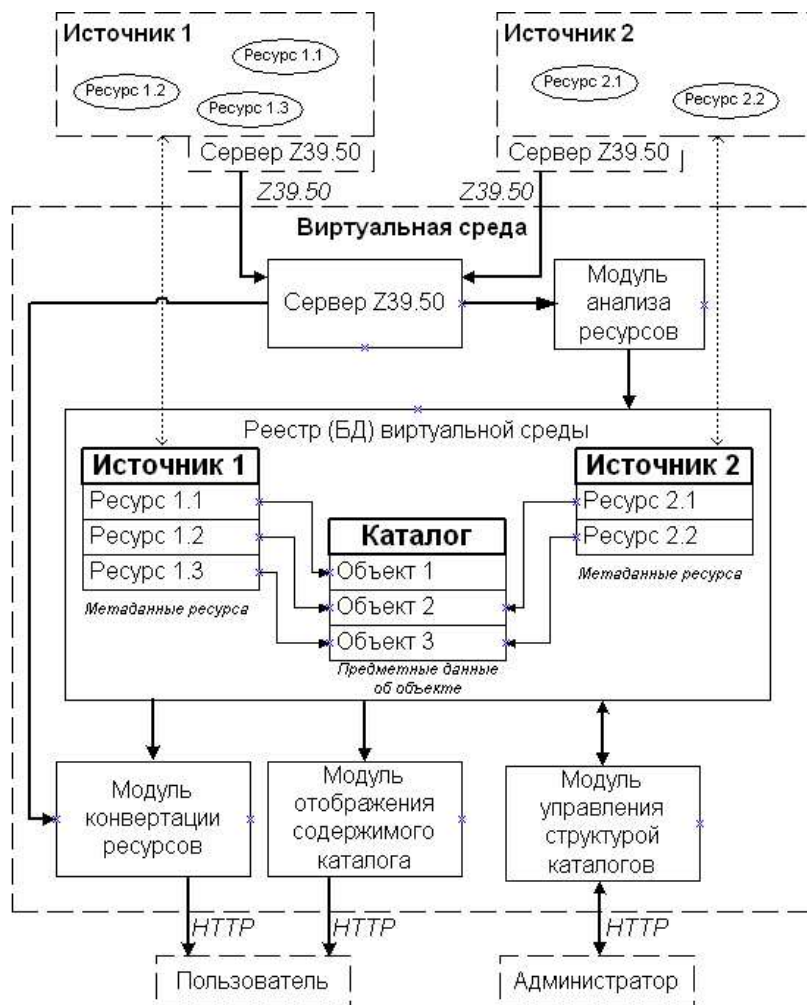 Источник 1
Ресурс 1.1
Ресурс 1.2
Ресурс 1.3
Сервер Z39.50
Источник 2
Ресурс 2.1
Ресурс 2.2
Сервер Z39.50
Z39.50
Z39.50
Виртуальная среда
Сервер Z39.50
Модуль
анализа
ресурсов
Реестр (БД) виртуальной среды
Источник 1
Ресурс 1.1
Ресурс 1.2
Ресурс 1.3
Метаданные ресурса
Каталог
Объект 1
Объект 2
Объект 3
Предметные данные
об объекте
Источник 2
Ресурс 2.1
Ресурс 2.2
Метаданные ресурса
Модуль
конвертации
ресурсов
Модуль
отображения
содержимого
каталога
Модуль
управления
структурой
каталогов
HTTP
HTTP
HTTP
Пользователь
Администратор